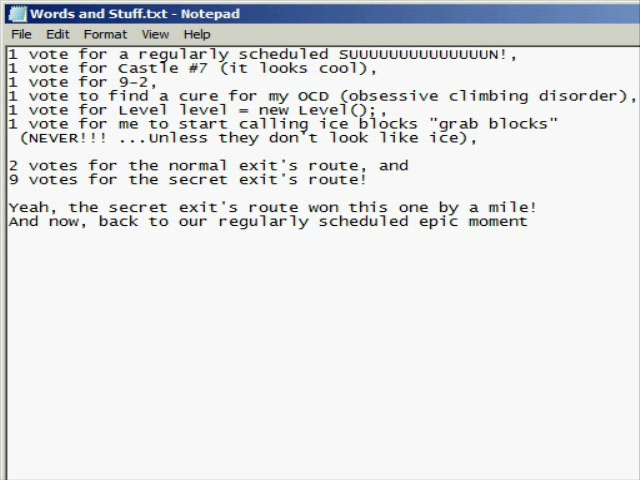 Words and Stuff.txt - Notepad
File Edit Format View Help
1 vote for a regularly scheduled SUUUUUUUUUUUUUUN!,
1 vote for Castle #7 (it looks cool),
1 vote for 9-2,
1 vote to find a cure for my OCD (obsessive climbing disorder),
1 vote for Level level = new Level();,
1 vote for me to start calling ice blocks "grab blocks"
(NEVER!!! ...Unless they don't look like ice),
2 votes for the normal exit's route, and
9 votes for the secret exit's route!
Yeah, the secret exit's route won this one by a mile!
And now, back to our regularly scheduled epic moment